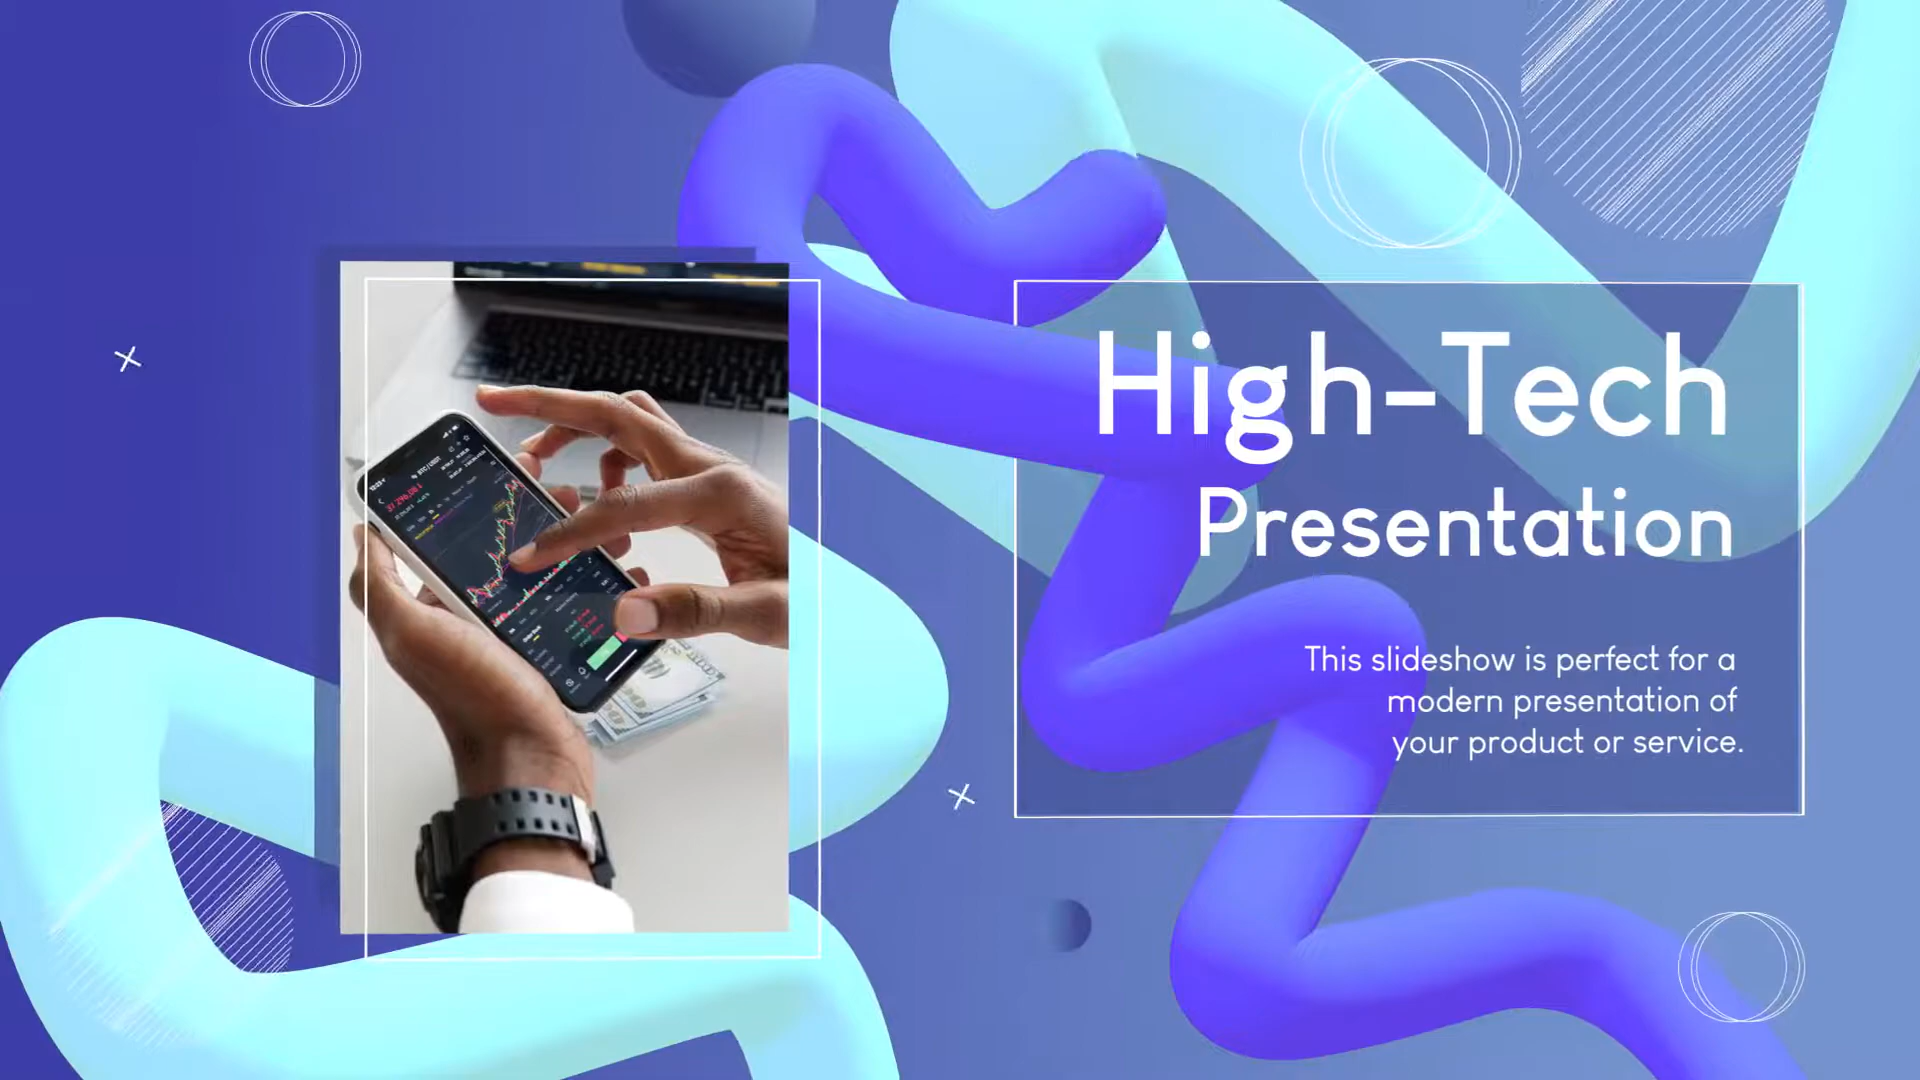 High-Tech
Presentation
This slideshow is perfect for a
modern presentation of
your product or service.